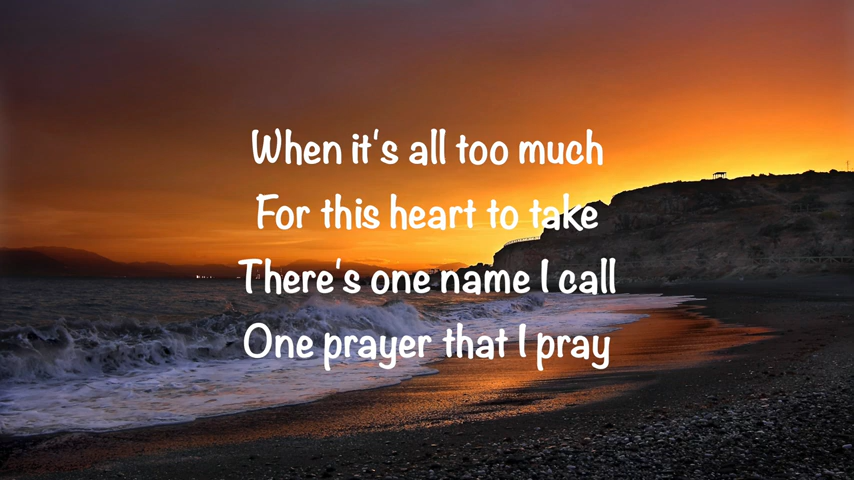 When it's all too much
For this heart to take
There's one name I call
One prayer that I pray